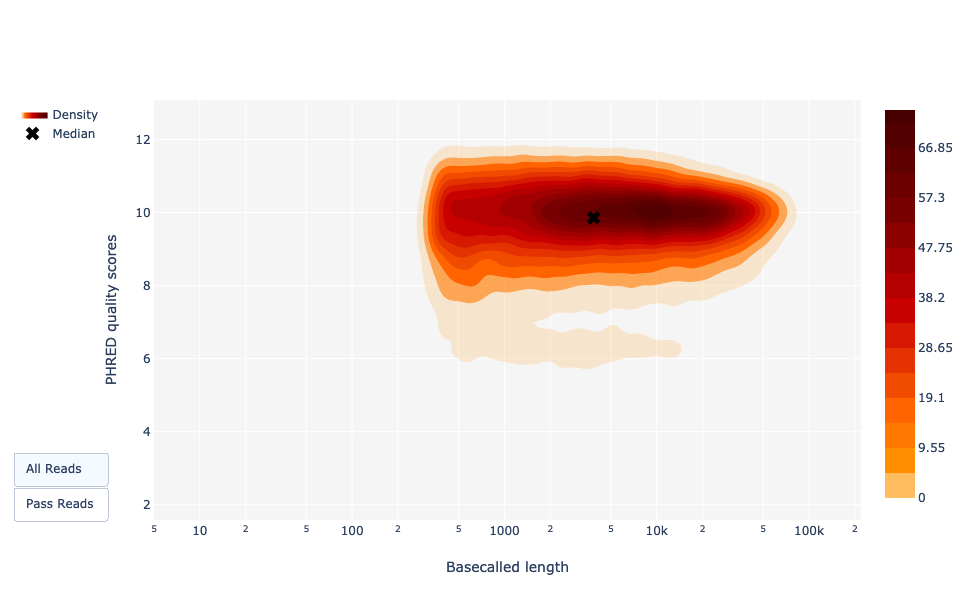 Density
Median
PHRED quality scores
12
10
8
6
4
2
5 10 2 5 100 2 5 1000 2 5 10k 2 5 100k 2
Basecalled length
66.85
57.3
47.75
38.2
28.65
19.1
9.55
0
All Reads
Pass Reads